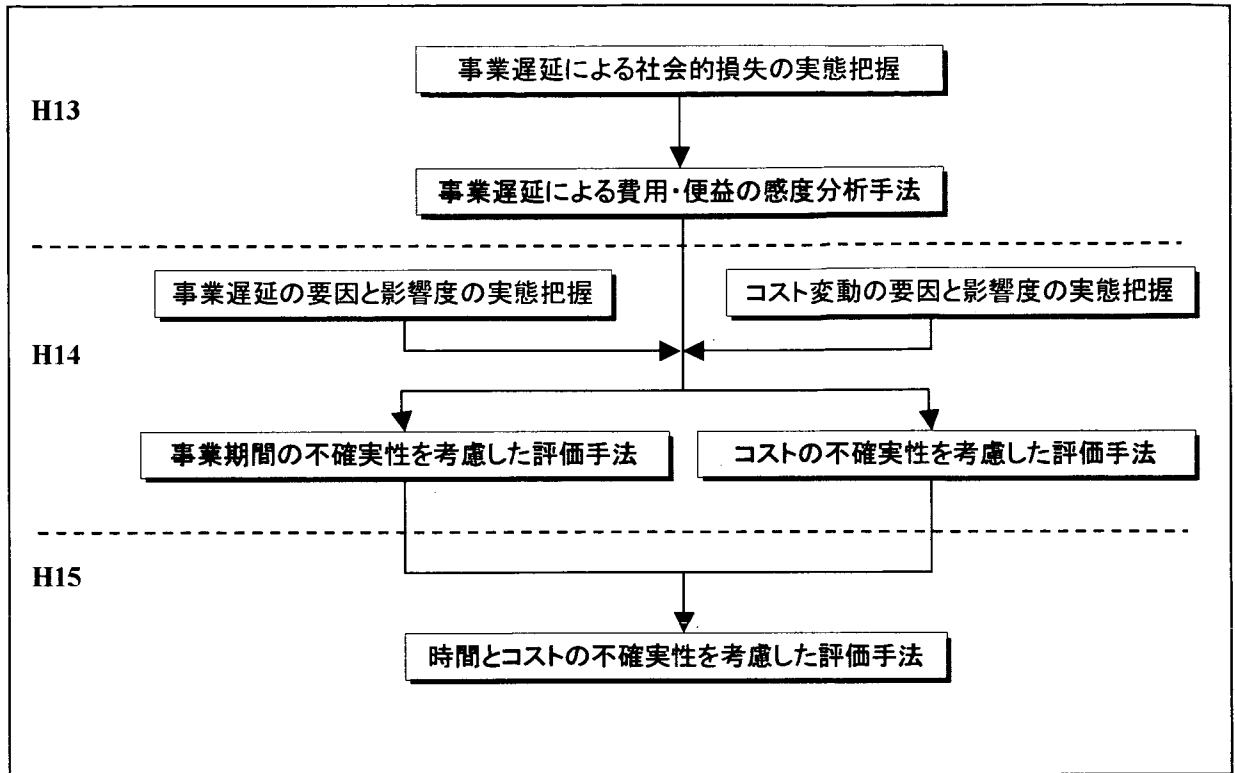 事業遅延による社会的損失の実態把握
H13
事業遅延による費用・便益の感度分析手法
事業遅延の要因と影響度の実態把握
コスト変動の要因と影響度の実態把握
H14
事業期間の不確実性を考慮した評価手法
コストの不確実性を考慮した評価手法
H15
時間とコストの不確実性を考慮した評価手法